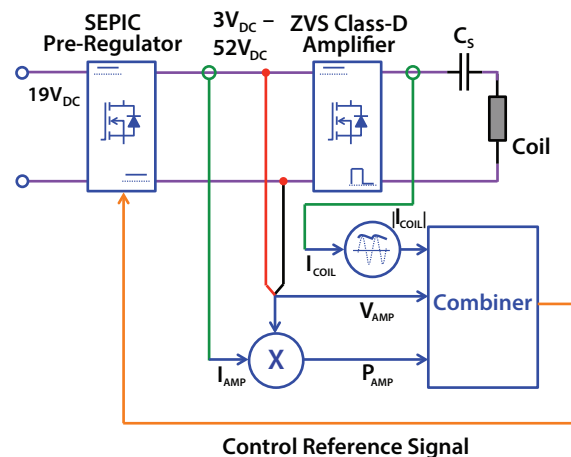 SEPIC
Pre-Regulator
3V_DC –
52V_DC
ZVS Class-D
Amplifier
C_S
19V_DC
Coil
|I_COIL|
I_COIL
V_AMP
Combiner
X
I_AMP
P_AMP
Control Reference Signal